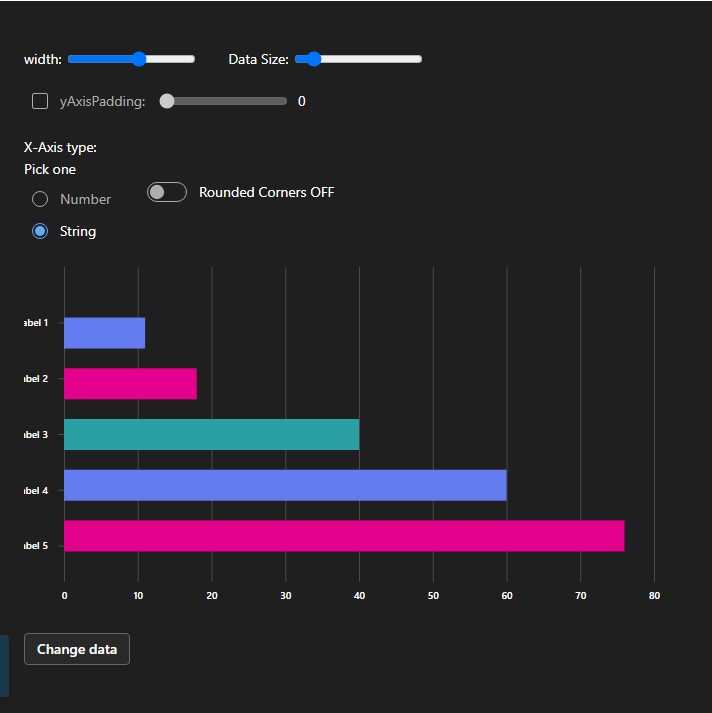 width:
Data Size:
yAxisPadding:
0
X-Axis type:
Pick one
Number
Rounded Corners OFF
String
abel 1
abel 2
abel 3
abel 4
abel 5
0 10 20 30 40 50 60 70 80
Change data